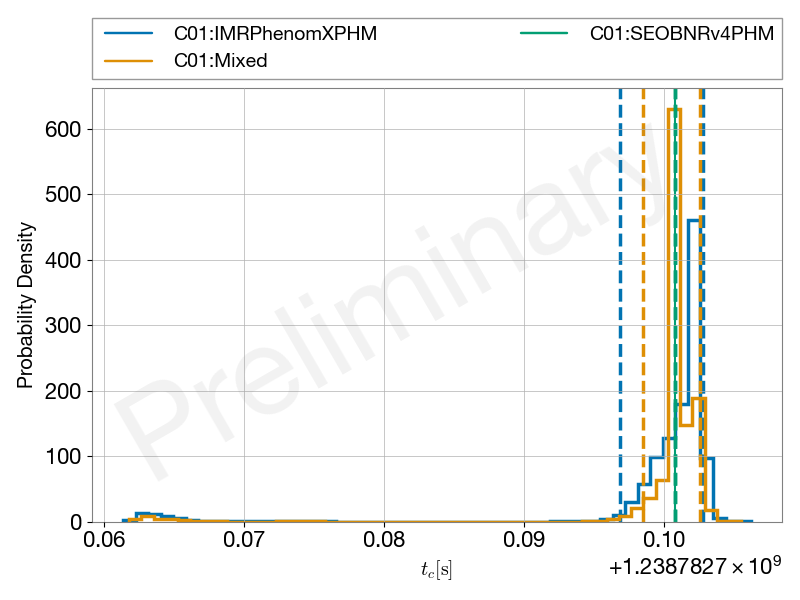 C01:IMRPhenomXPHM
C01:SEOBNRv4PHM
C01:Mixed
Probability Density
600
500
400
300
200
100
0
Preliminary
0.06 0.07 0.08 0.09 0.10
t_c[s]
+1.2387827 × 10⁹